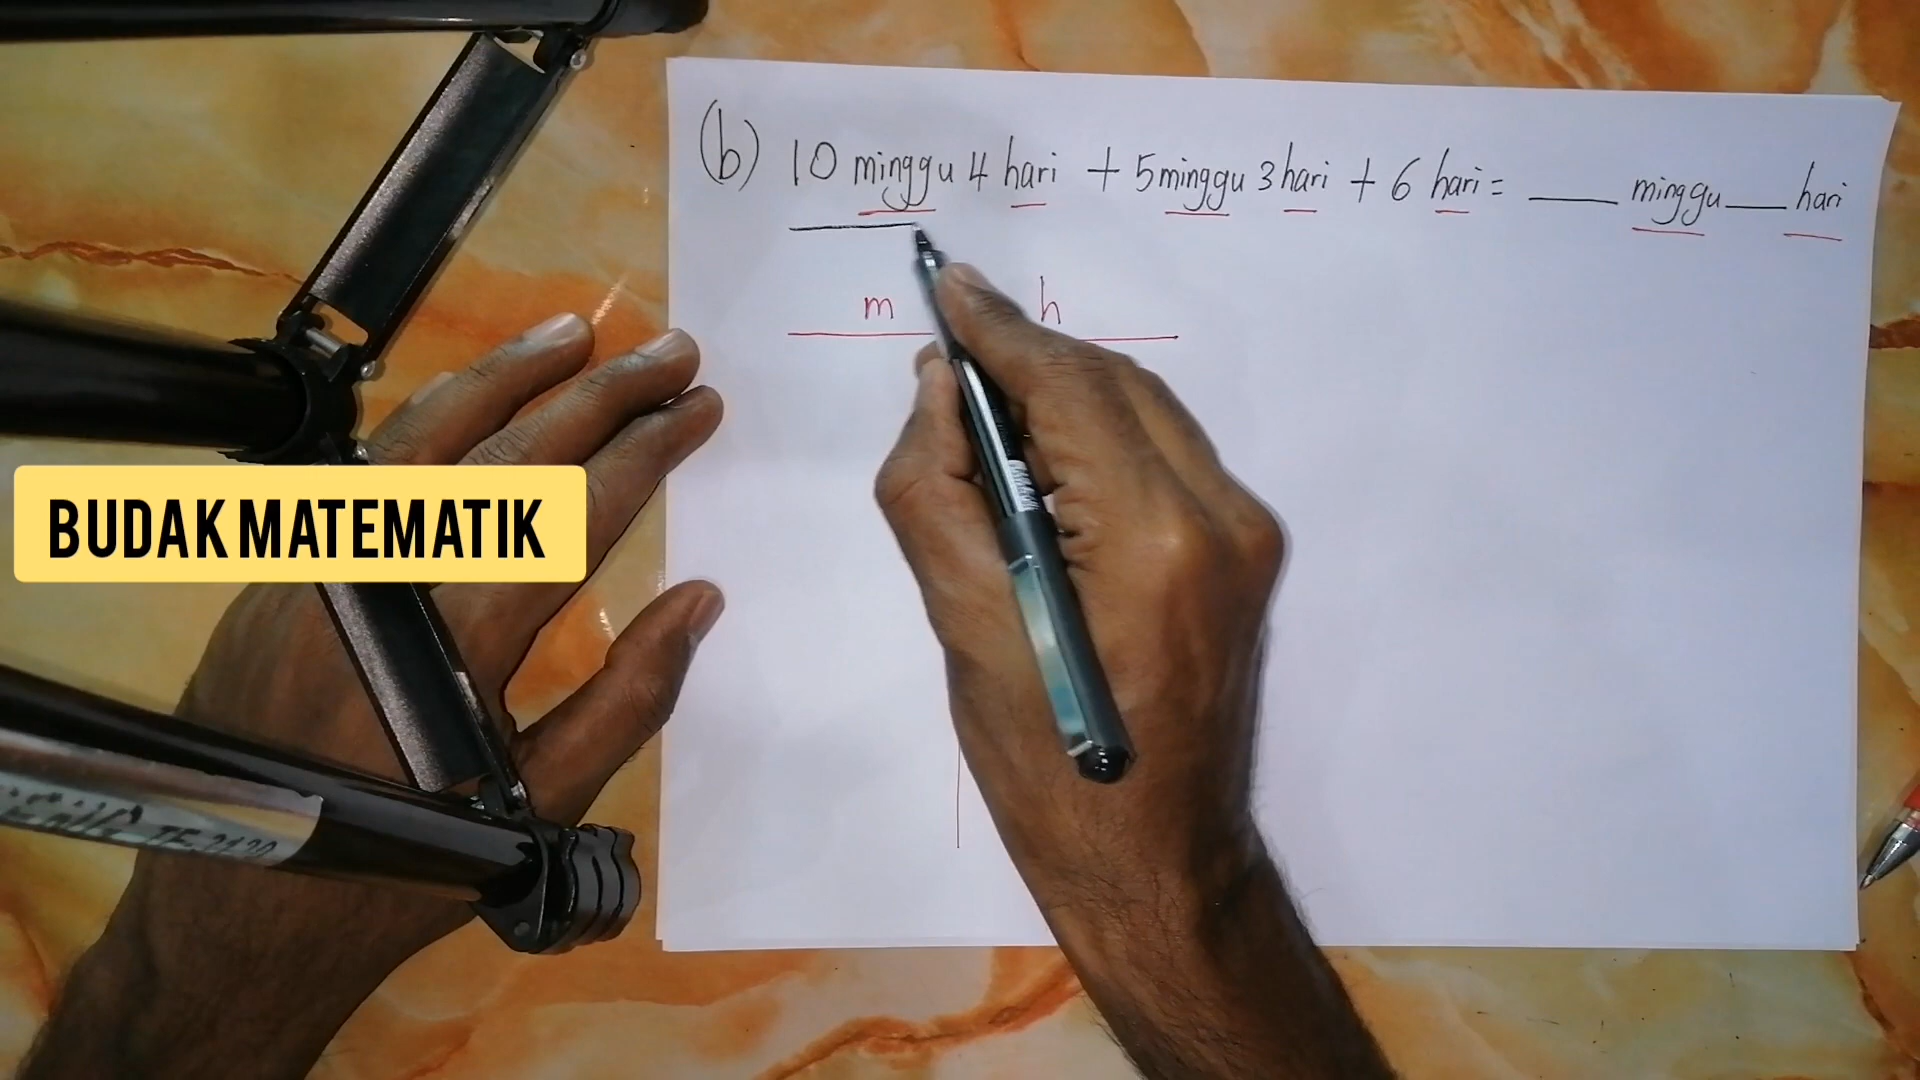 (b) 10 minggu 4 hari + 5 minggu 3 hari + 6 hari = ___ minggu ___ hari
m h
BUDAK MATEMATIK